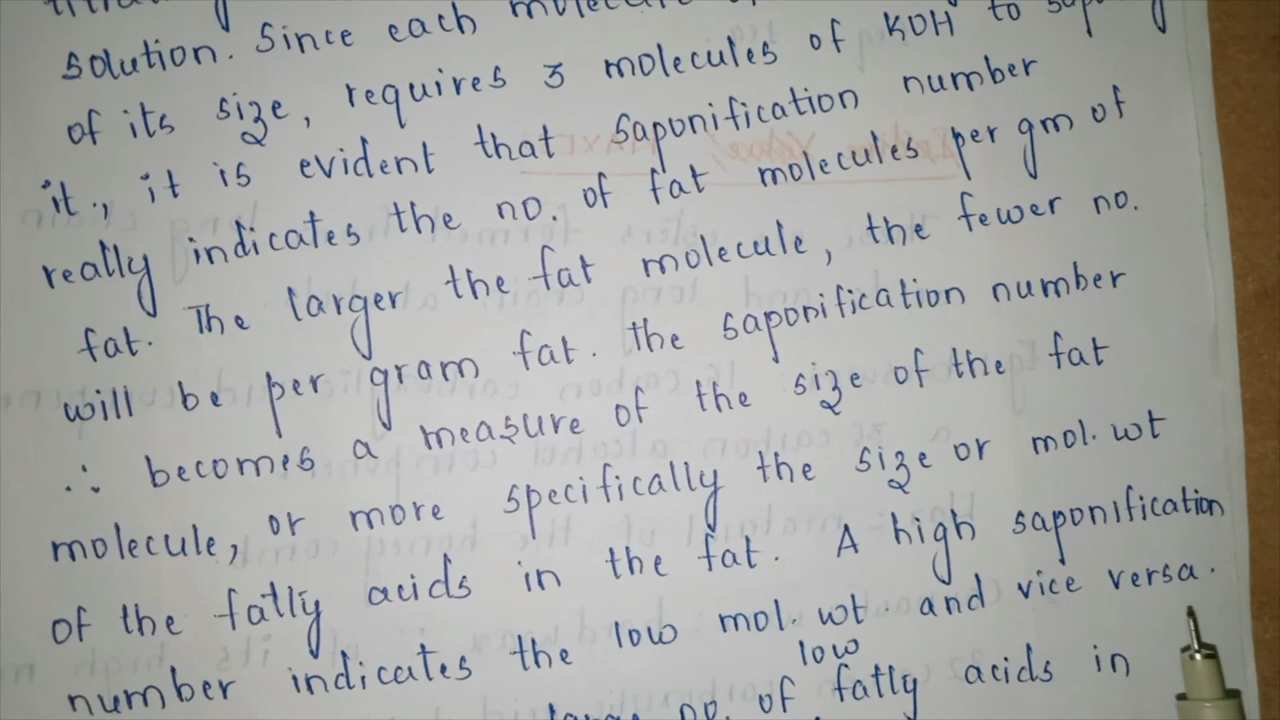 solution. Since each
of its size, requires 3 molecules of KOH to
it., it is evident that saponification number
really indicates the no. of fat molecules per gm of
fat. The larger the fat molecule, the fewer no.
will be per gram fat. the saponification number
∴ becomes a measure of the size of the fat
molecule, or more specifically the size or mol. wt
of the fatty acids in the fat. A high saponification
number indicates the low mol. wt. and vice versa.
low
no. of fatty acids in